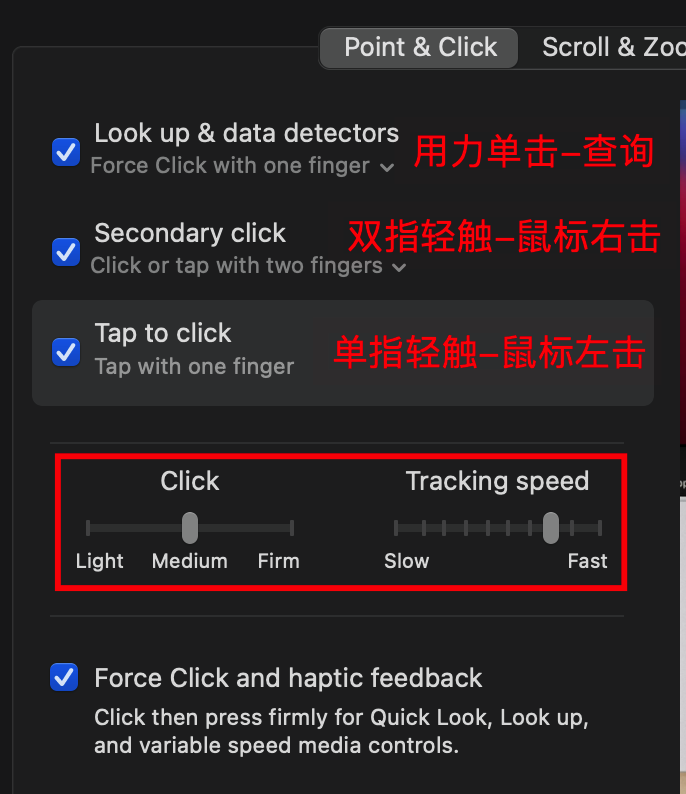 Point & Click
Scroll & Zoo
Look up & data detectors
Force Click with one finger
用力单击–查询
Secondary click
Click or tap with two fingers
双指轻触–鼠标右击
Tap to click
Tap with one finger
单指轻触–鼠标左击
Click
Tracking speed
Light Medium Firm
Slow Fast
Force Click and haptic feedback
Click then press firmly for Quick Look, Look up,
and variable speed media controls.